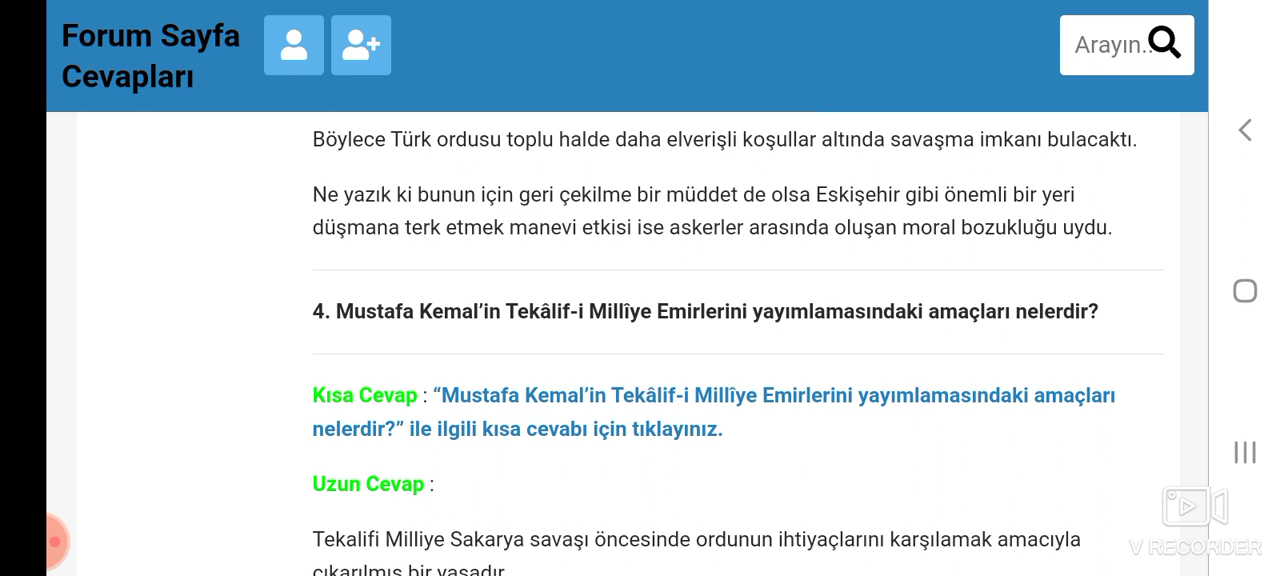 Forum Sayfa
Cevapları
Arayın..
Böylece Türk ordusu toplu halde daha elverişli koşullar altında savaşma imkanı bulacaktı.
Ne yazık ki bunun için geri çekilme bir müddet de olsa Eskişehir gibi önemli bir yeri
düşmana terk etmek manevi etkisi ise askerler arasında oluşan moral bozukluğu uydu.
4. Mustafa Kemal’in Tekâlif-i Millîye Emirlerini yayımlamasındaki amaçları nelerdir?
Kısa Cevap : “Mustafa Kemal’in Tekâlif-i Millîye Emirlerini yayımlamasındaki amaçları
nelerdir?” ile ilgili kısa cevabı için tıklayınız.
Uzun Cevap :
Tekalifi Milliye Sakarya savaşı öncesinde ordunun ihtiyaçlarını karşılamak amacıyla
çıkarılmış bir yasadır
V RECORDER